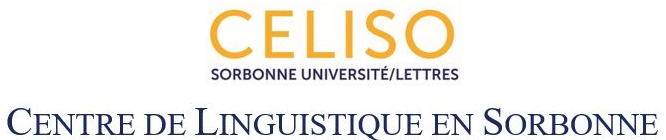 CELISO
SORBONNE UNIVERSITÉ/LETTRES
CENTRE DE LINGUISTIQUE EN SORBONNE